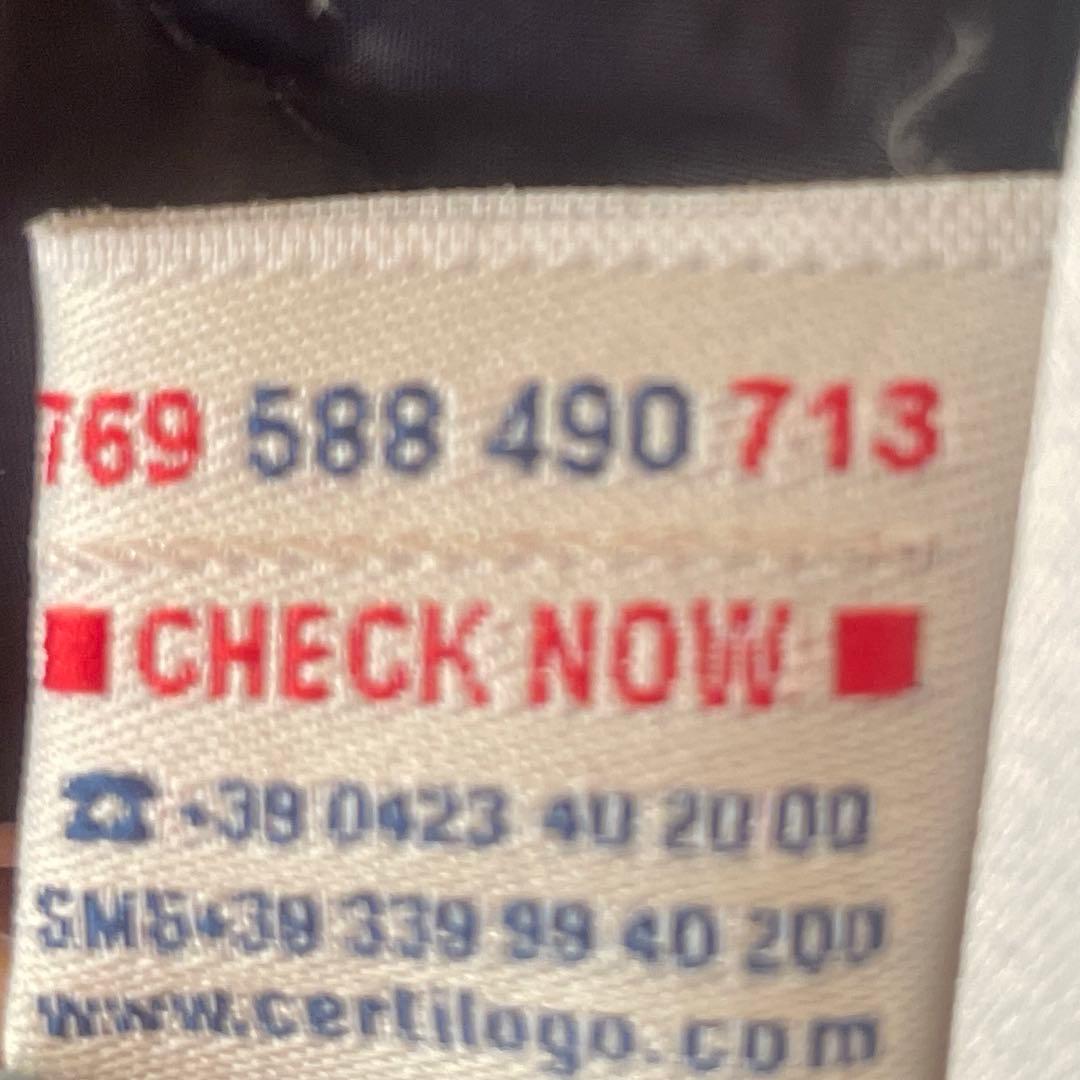 769 588 490 713
■ CHECK NOW ■
☎ +39 0423 40 20 00
SMS+39 339 99 40 200
www.certilogo.com